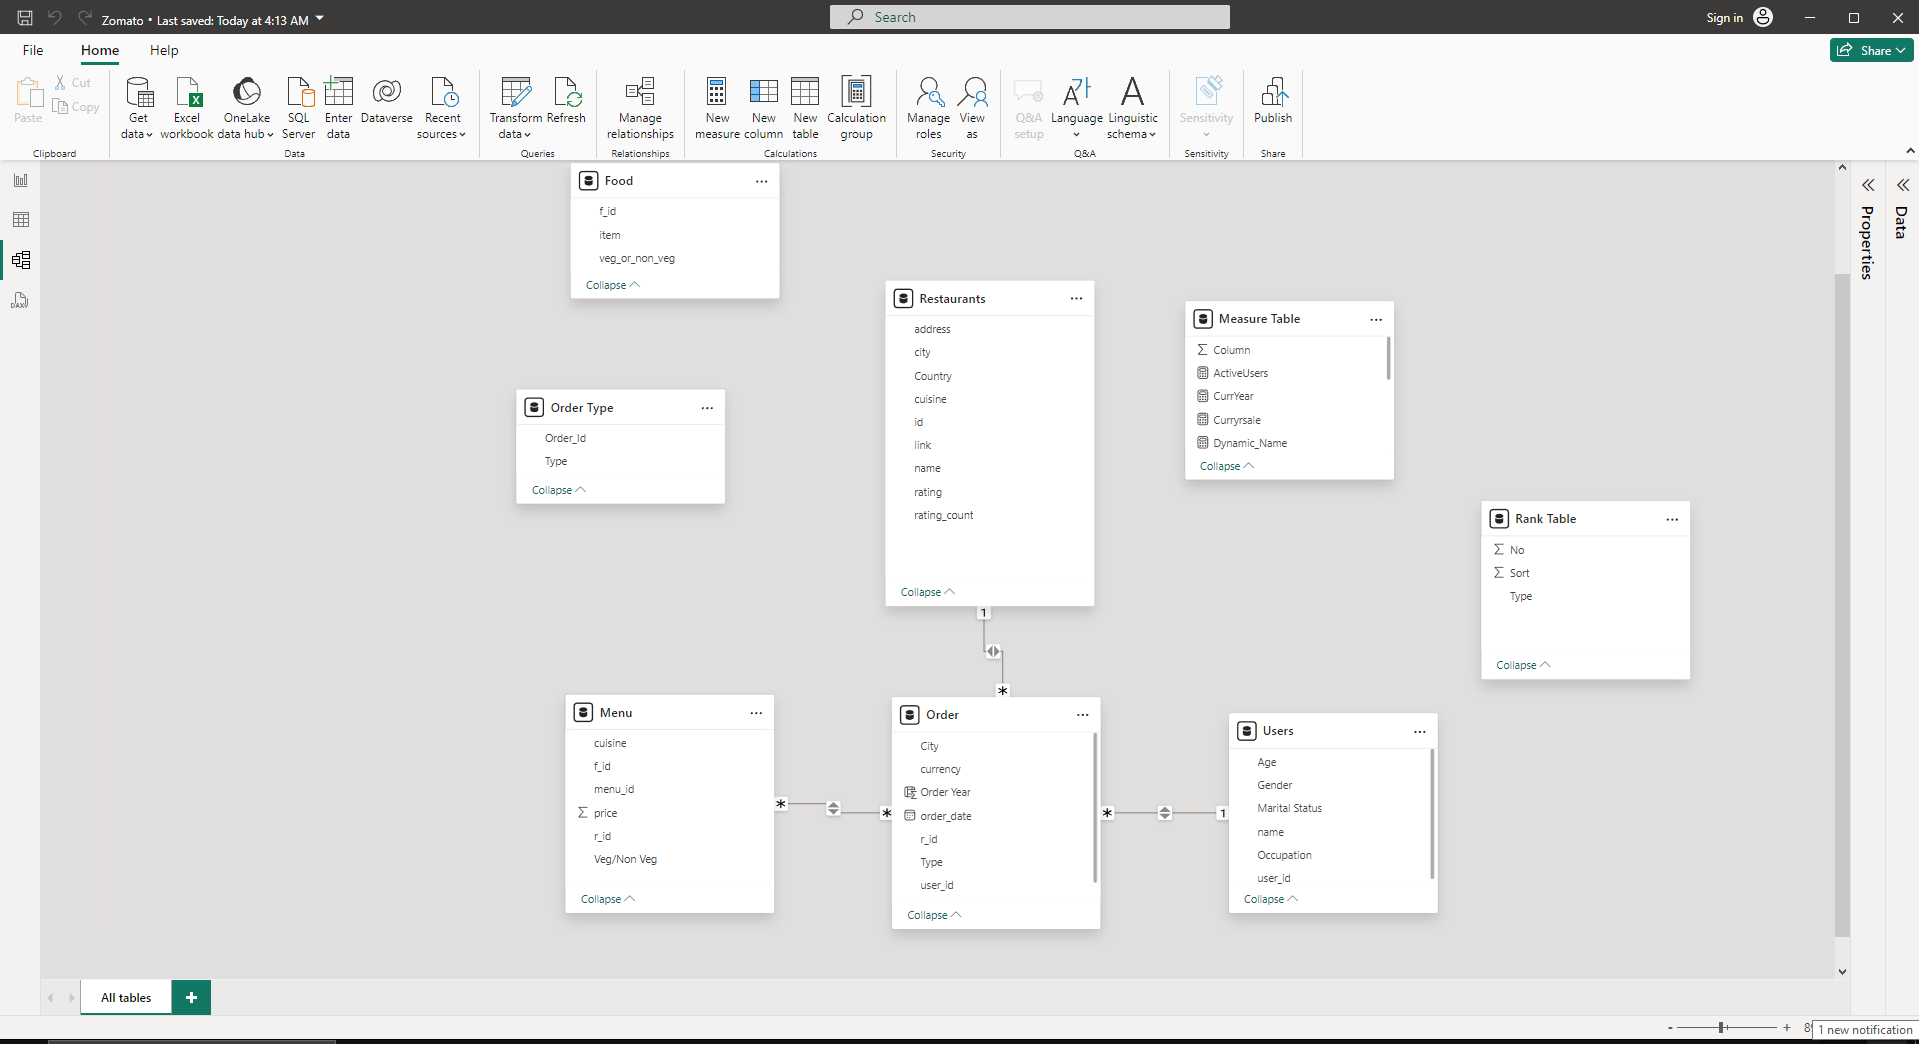 Zomato • Last saved: Today at 4:13 AM
Search
Sign in
File Home Help
Share
Paste
Cut
Copy
Clipboard
Get data
Excel workbook
OneLake data hub
SQL Server
Enter data
Dataverse
Recent sources
Data
Transform data
Refresh
Queries
Manage relationships
Relationships
New measure
New column
New table
Calculation group
Calculations
Manage roles
View as
Security
Q&A setup
Language
Linguistic schema
Q&A
Sensitivity
Sensitivity
Publish
Share
DAX
Food
f_id
item
veg_or_non_veg
Collapse
Order Type
Order_Id
Type
Collapse
Restaurants
address
city
Country
cuisine
id
link
name
rating
rating_count
Collapse
1
*
Measure Table
Column
ActiveUsers
CurrYear
Curryrsale
Dynamic_Name
Collapse
Rank Table
No
Sort
Type
Collapse
Menu
cuisine
f_id
menu_id
price
r_id
Veg/Non Veg
Collapse
* *
Order
City
currency
Order Year
order_date
r_id
Type
user_id
Collapse
* 1
Users
Age
Gender
Marital Status
name
Occupation
user_id
Collapse
Properties
Data
All tables
+
- +
1 new notification